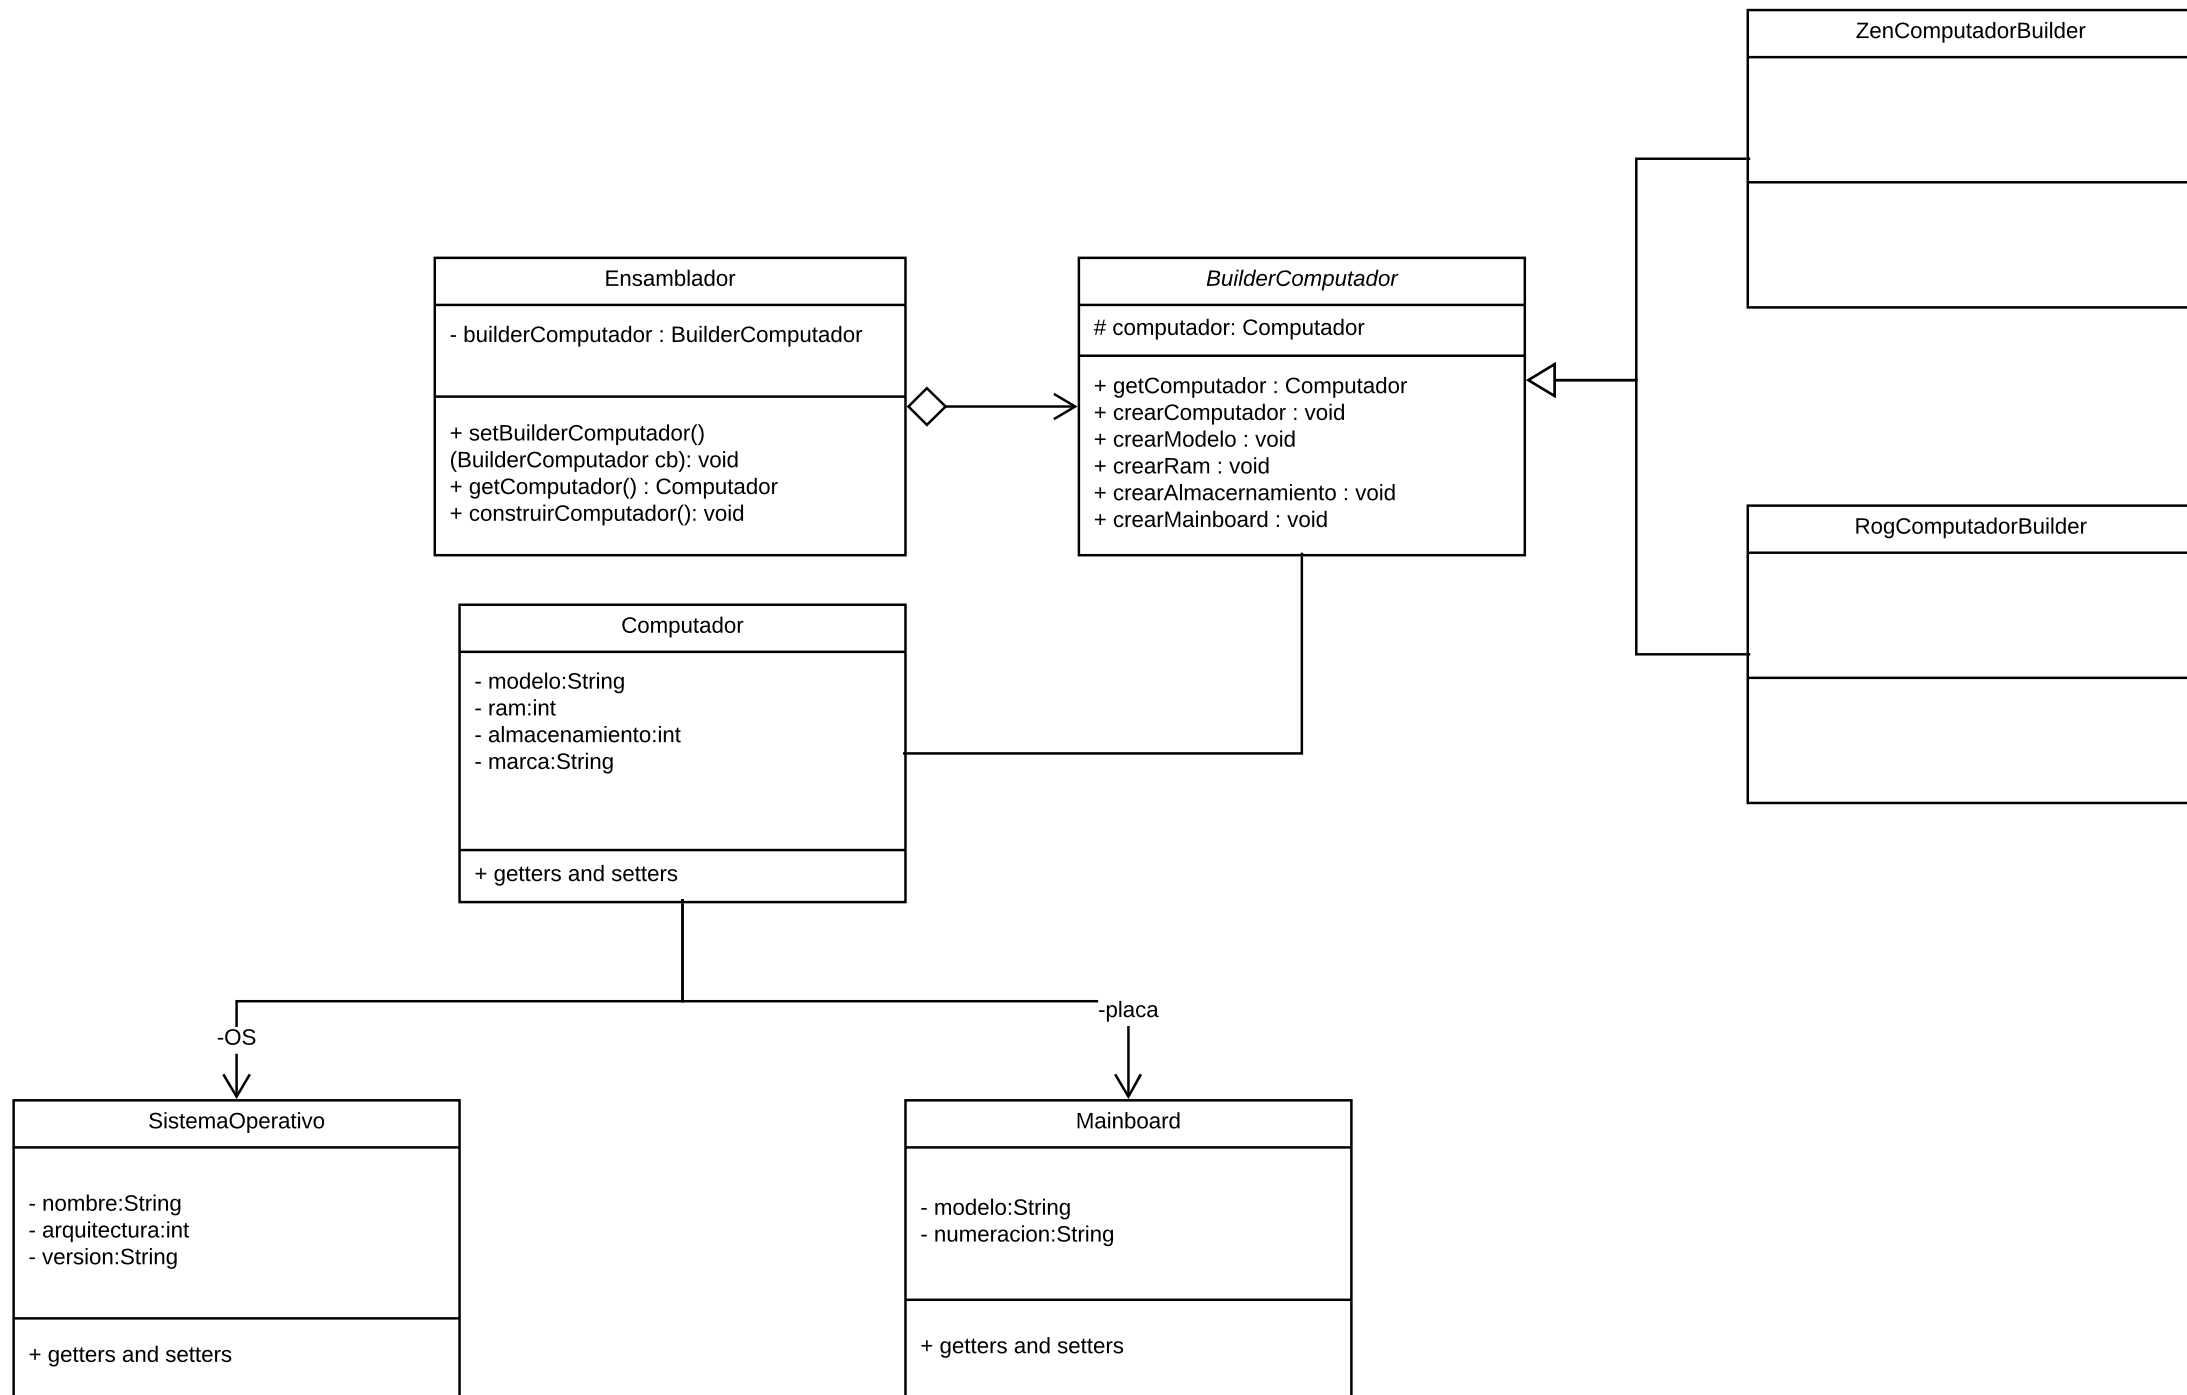 ZenComputadorBuilder
Ensamblador
- builderComputador : BuilderComputador
+ setBuilderComputador()
(BuilderComputador cb): void
+ getComputador() : Computador
+ construirComputador(): void
BuilderComputador
# computador: Computador
+ getComputador : Computador
+ crearComputador : void
+ crearModelo : void
+ crearRam : void
+ crearAlmacernamiento : void
+ crearMainboard : void
RogComputadorBuilder
Computador
- modelo:String
- ram:int
- almacenamiento:int
- marca:String
+ getters and setters
-OS
-placa
SistemaOperativo
- nombre:String
- arquitectura:int
- version:String
+ getters and setters
Mainboard
- modelo:String
- numeracion:String
+ getters and setters